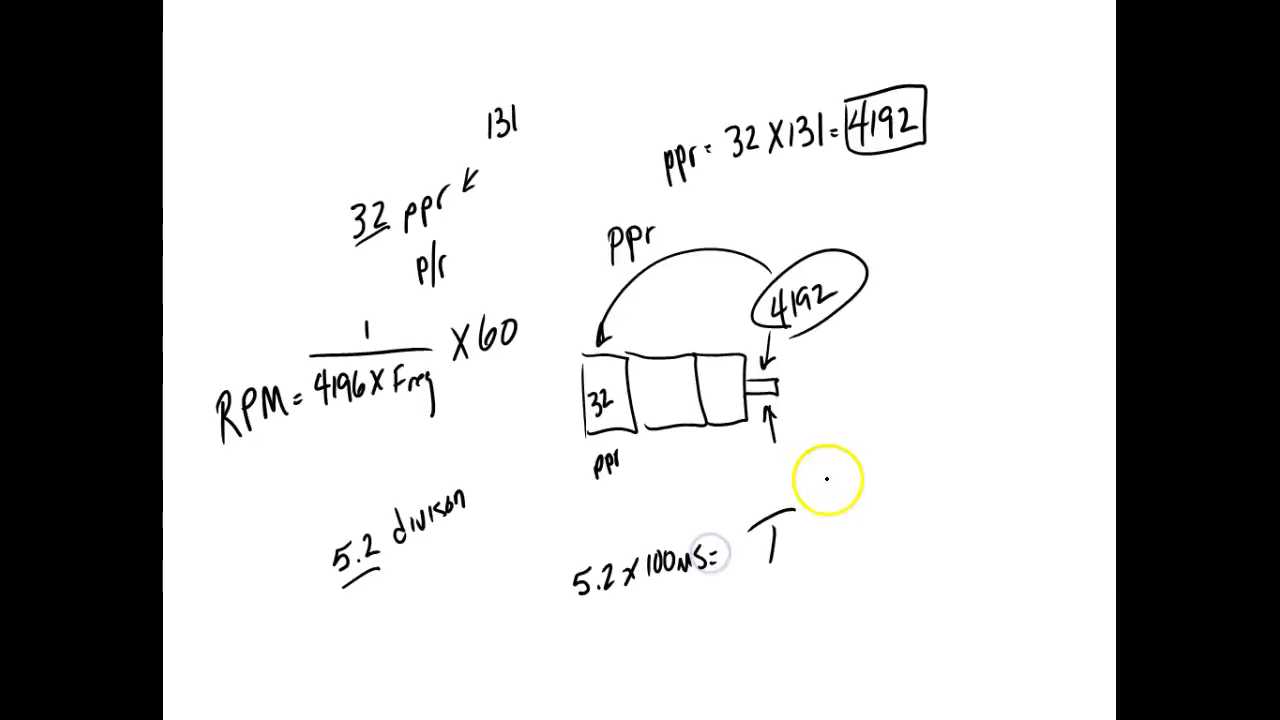 131
ppr = 32 X 131 = 4192
32 ppr
p/r
ppr
4192
RPM = 1 / 4196 X Freq X 60
32
ppr
5.2 divison
5.2 x 100MS = T